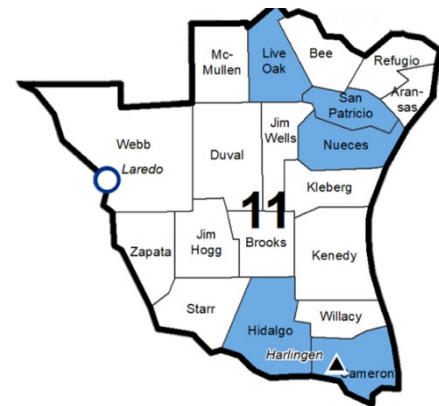 Mc-
Mullen
Live
Oak
Bee
Refugio
Aran-
sas
San
Patricio
Jim
Wells
Nueces
Webb
Laredo
Duval
Kleberg
11
Zapata
Jim
Hogg
Brooks
Kenedy
Starr
Willacy
Hidalgo
Harlingen
Cameron